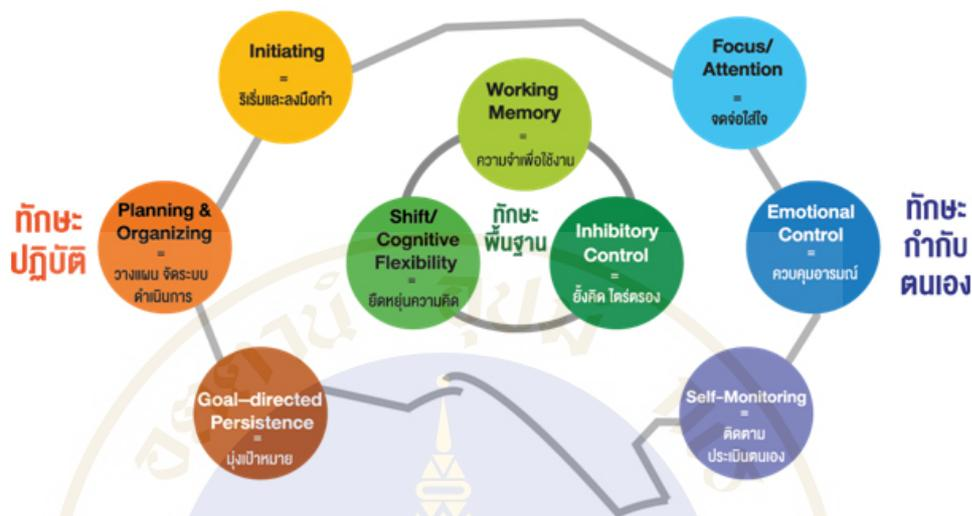 Initiating
=
ริเริ่มและลงมือทำ
Focus/
Attention
=
จดจ่อใส่ใจ
Working
Memory
=
ความจำเพื่อใช้งาน
ทักษะ
ปฏิบัติ
Planning &
Organizing
=
วางแผน จัดระบบ
ดำเนินการ
Shift/
Cognitive
Flexibility
=
ยืดหยุ่นความคิด
ทักษะ
พื้นฐาน
Inhibitory
Control
=
ยั้งคิด ไตร่ตรอง
Emotional
Control
=
ควบคุมอารมณ์
ทักษะ
กำกับ
ตนเอง
Goal–directed
Persistence
=
มุ่งเป้าหมาย
Self-Monitoring
=
ติดตาม
ประเมินตนเอง